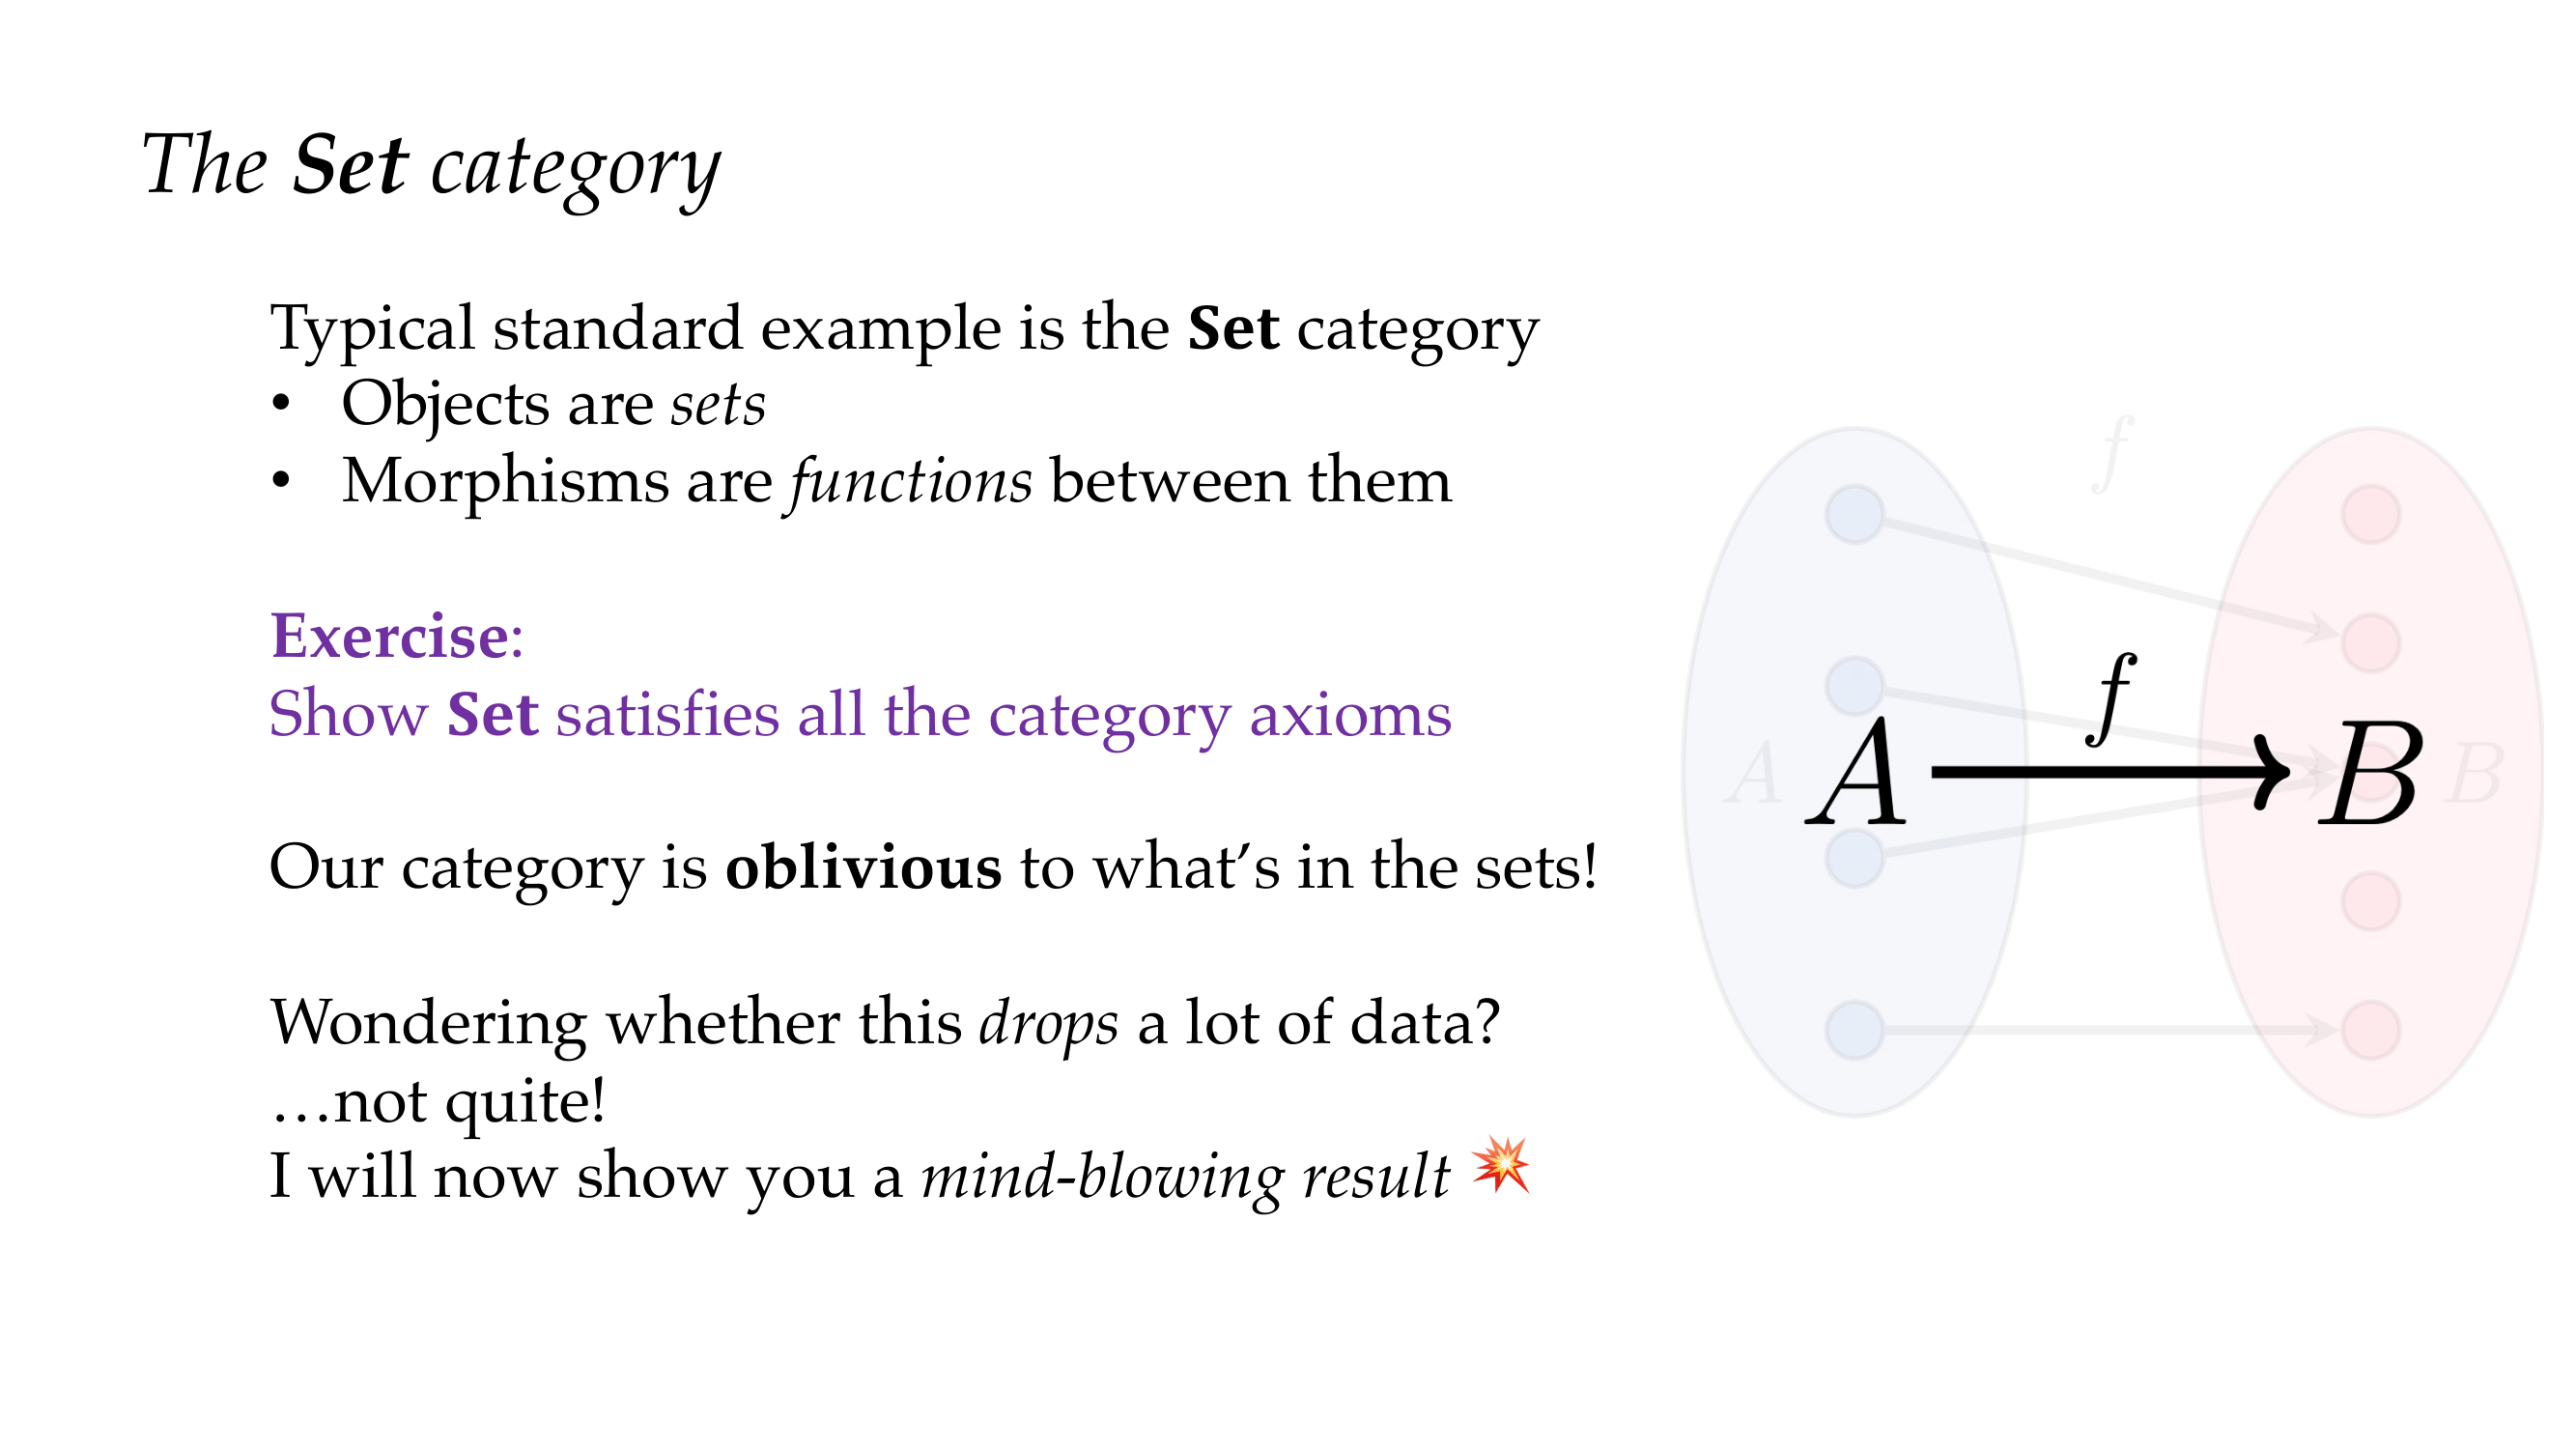 The Set category
Typical standard example is the Set category
• Objects are sets
• Morphisms are functions between them
Exercise:
Show Set satisfies all the category axioms
Our category is oblivious to what’s in the sets!
Wondering whether this drops a lot of data?
…not quite!
I will now show you a mind-blowing result 💥
f
f
A
A
B
B